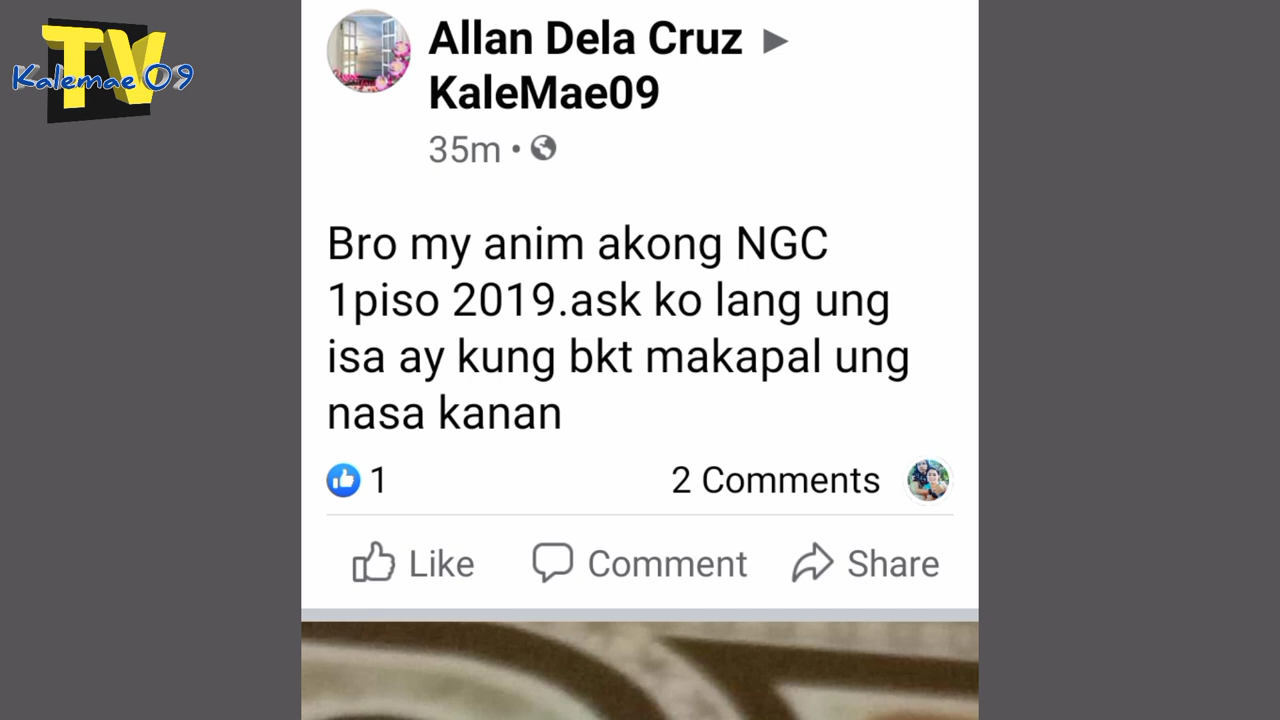 TV
Kalemae 09
Allan Dela Cruz ▶
KaleMae09
35m •
Bro my anim akong NGC
1piso 2019.ask ko lang ung
isa ay kung bkt makapal ung
nasa kanan
1
2 Comments
Like
Comment
Share